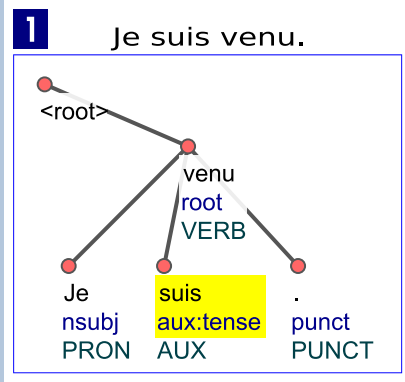 1
Je suis venu.
<root>
venu
root
VERB
Je suis .
nsubj aux:tense punct
PRON AUX PUNCT